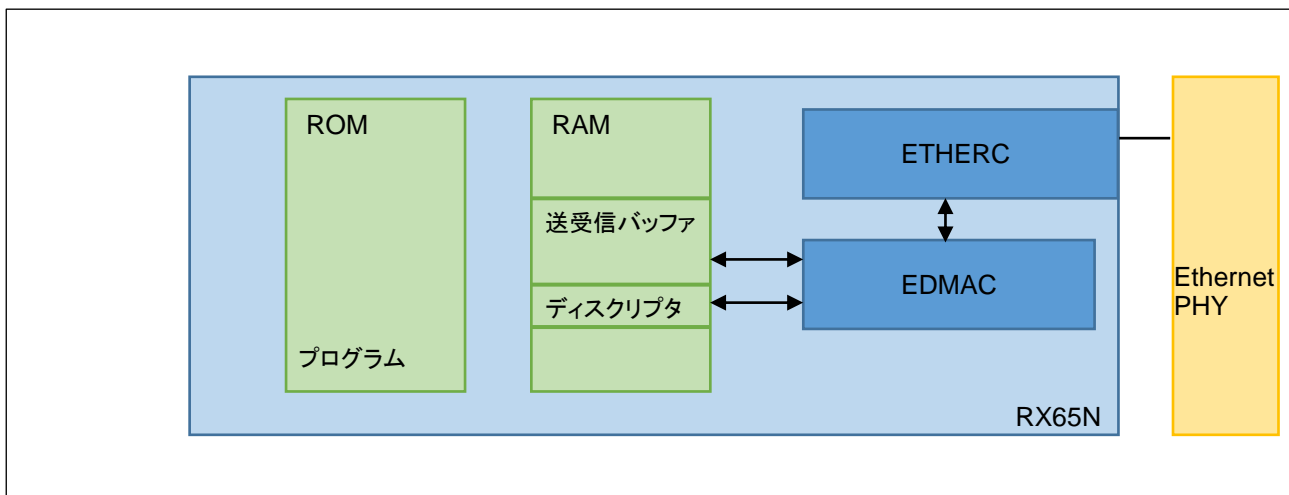 ROM
プログラム
RAM
送受信バッファ
ディスクリプタ
ETHERC
EDMAC
RX65N
Ethernet
PHY